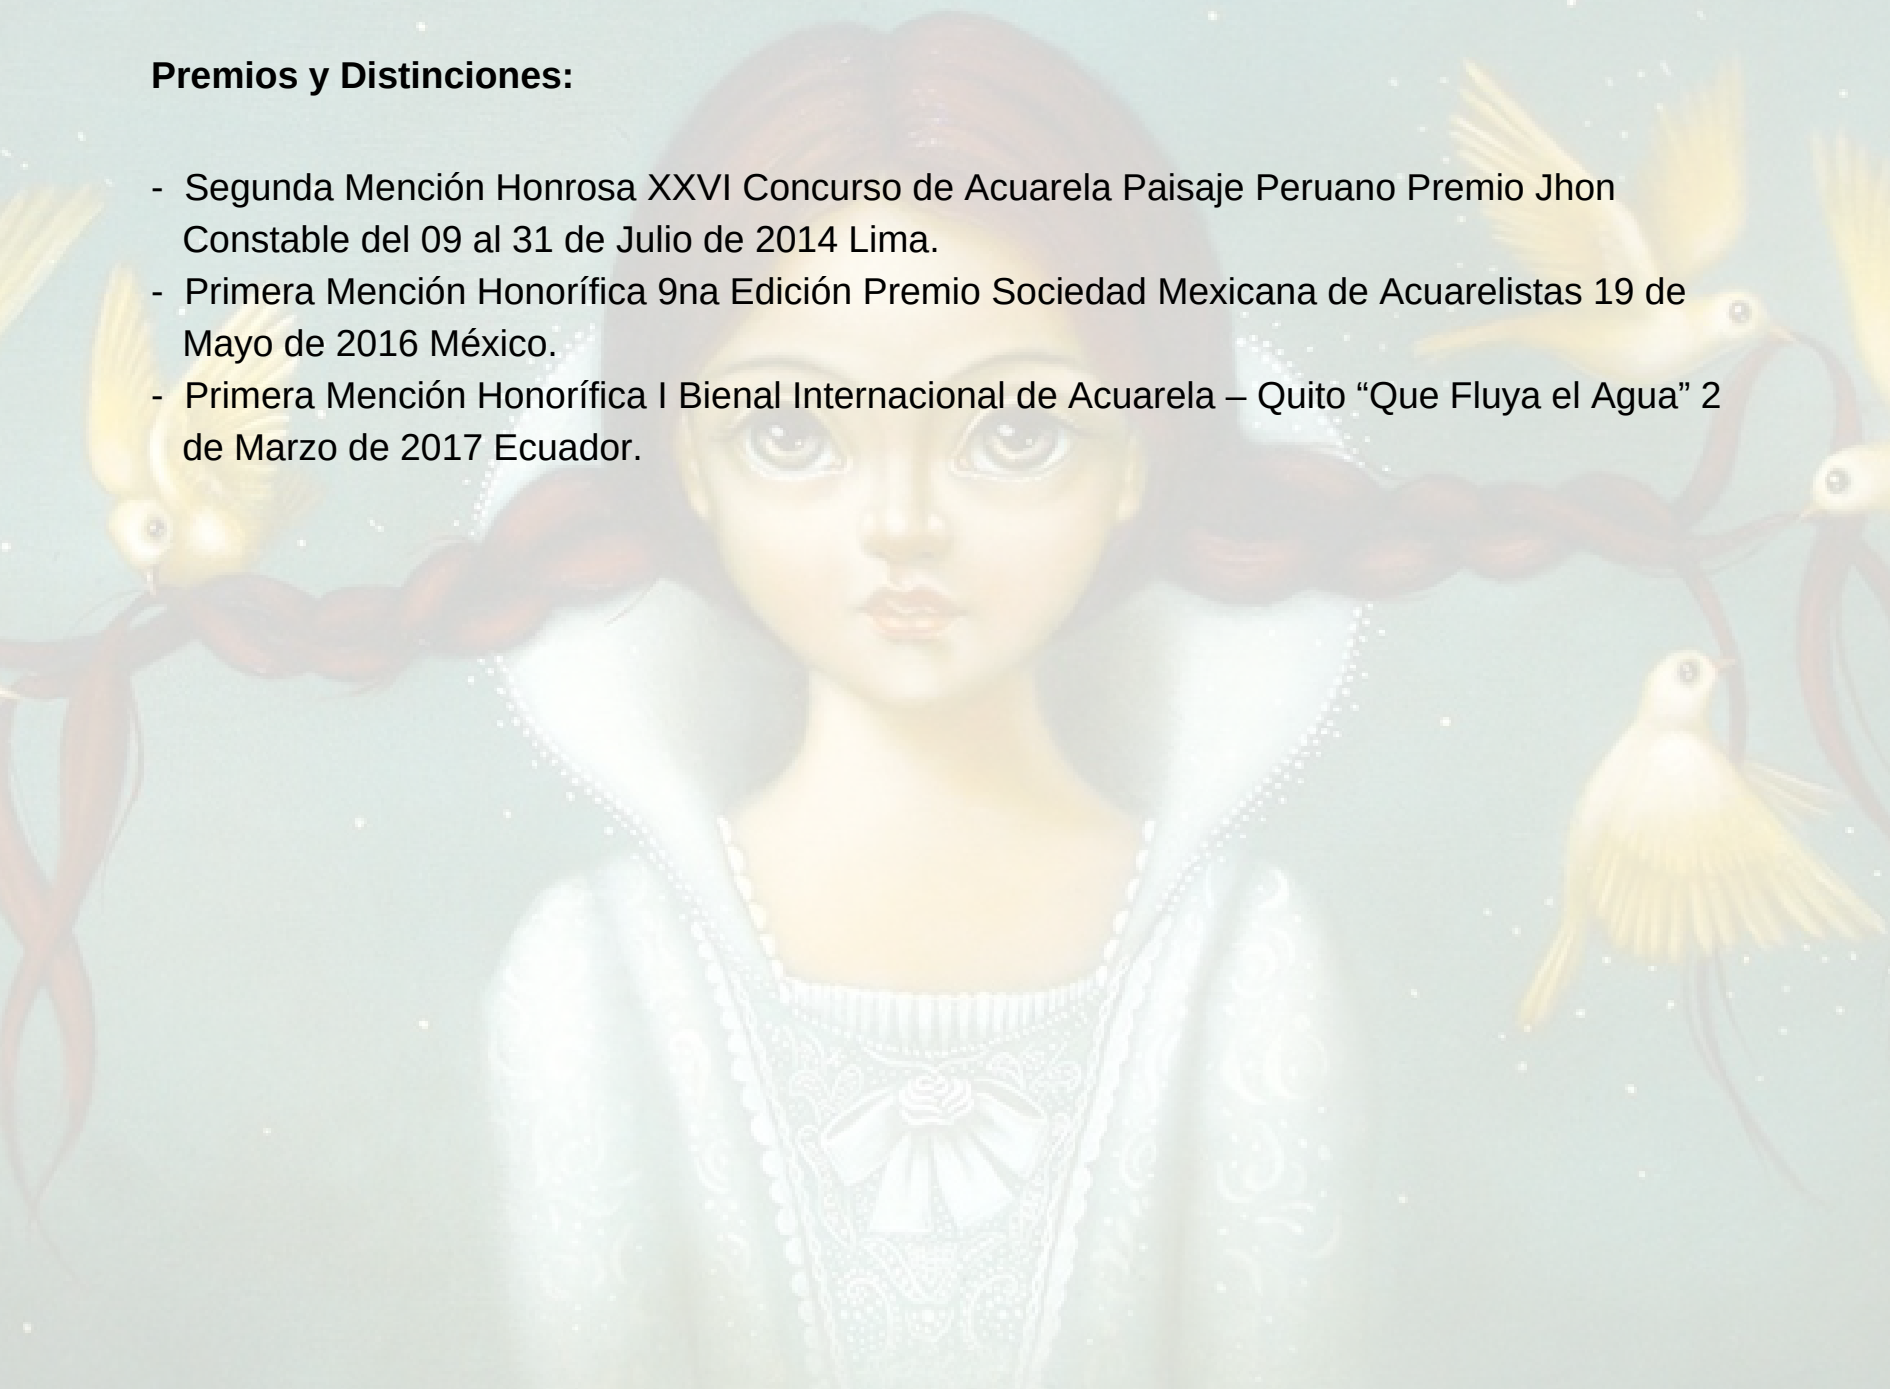 Premios y Distinciones:
- Segunda Mención Honrosa XXVI Concurso de Acuarela Paisaje Peruano Premio Jhon
Constable del 09 al 31 de Julio de 2014 Lima.
- Primera Mención Honorífica 9na Edición Premio Sociedad Mexicana de Acuarelistas 19 de
Mayo de 2016 México.
- Primera Mención Honorífica I Bienal Internacional de Acuarela – Quito “Que Fluya el Agua” 2
de Marzo de 2017 Ecuador.